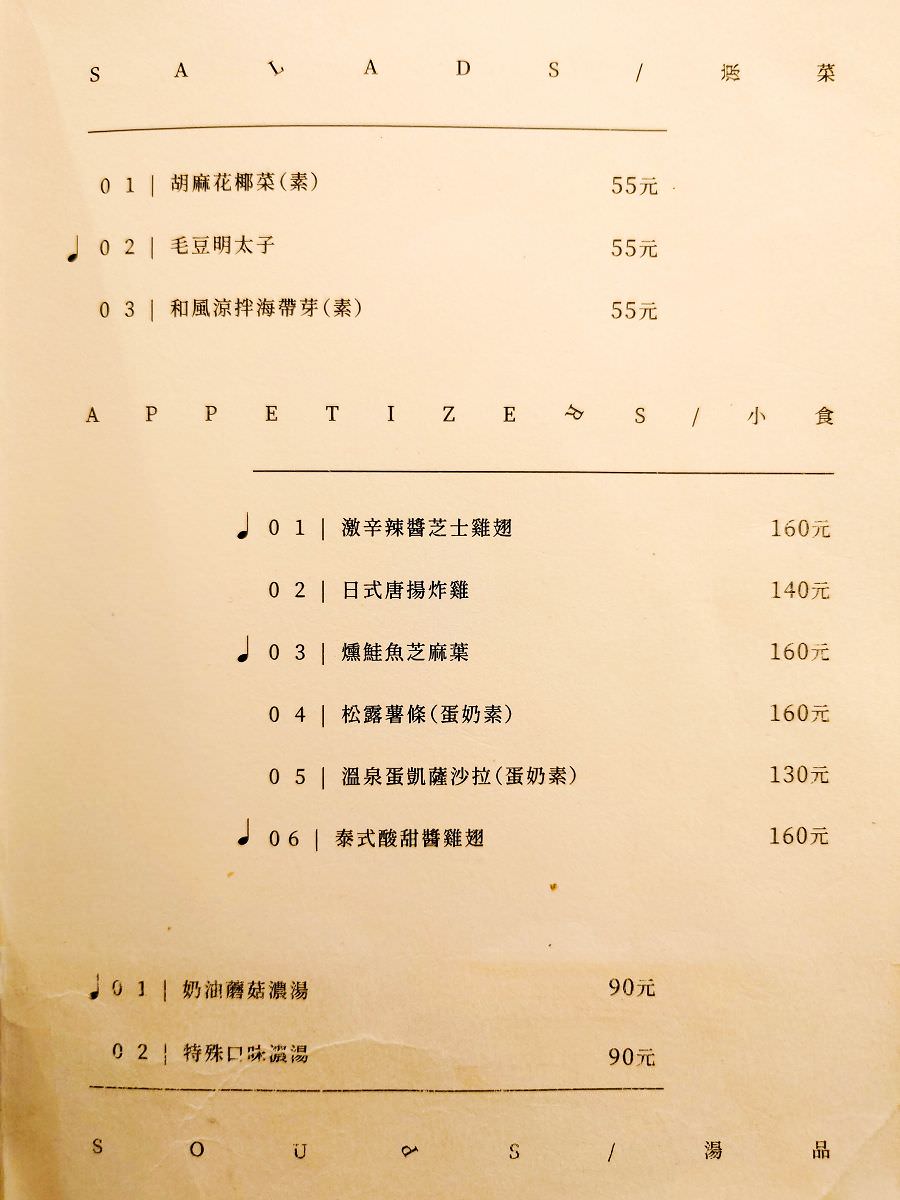 SALADS/涼菜
01|胡麻花椰菜(素) 55元
♩02|毛豆明太子 55元
03|和風涼拌海帶芽(素) 55元
APPETIZERS/小食
♩01|激辛辣醬芝士雞翅 160元
02|日式唐揚炸雞 140元
♩03|燻鮭魚芝麻葉 160元
04|松露薯條(蛋奶素) 160元
05|溫泉蛋凱薩沙拉(蛋奶素) 130元
♩06|泰式酸甜醬雞翅 160元
♩01|奶油蘑菇濃湯 90元
02|特殊口味濃湯 90元
SOUPS/湯品